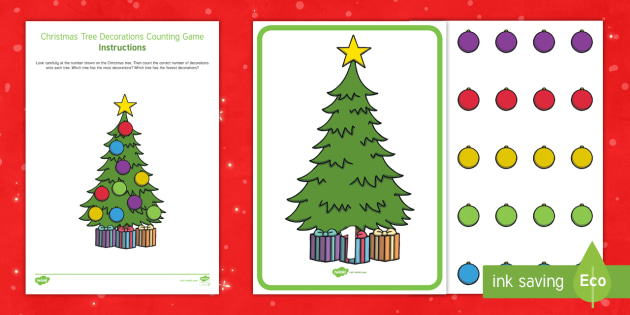 Christmas Tree Decorations Counting Game
Instructions
Look carefully at the number shown on the Christmas tree. Then count the correct number of decorations
onto each tree. Which tree has the most decorations? Which tree has the fewest decorations?
twinkl
twinkl
ink saving
Eco